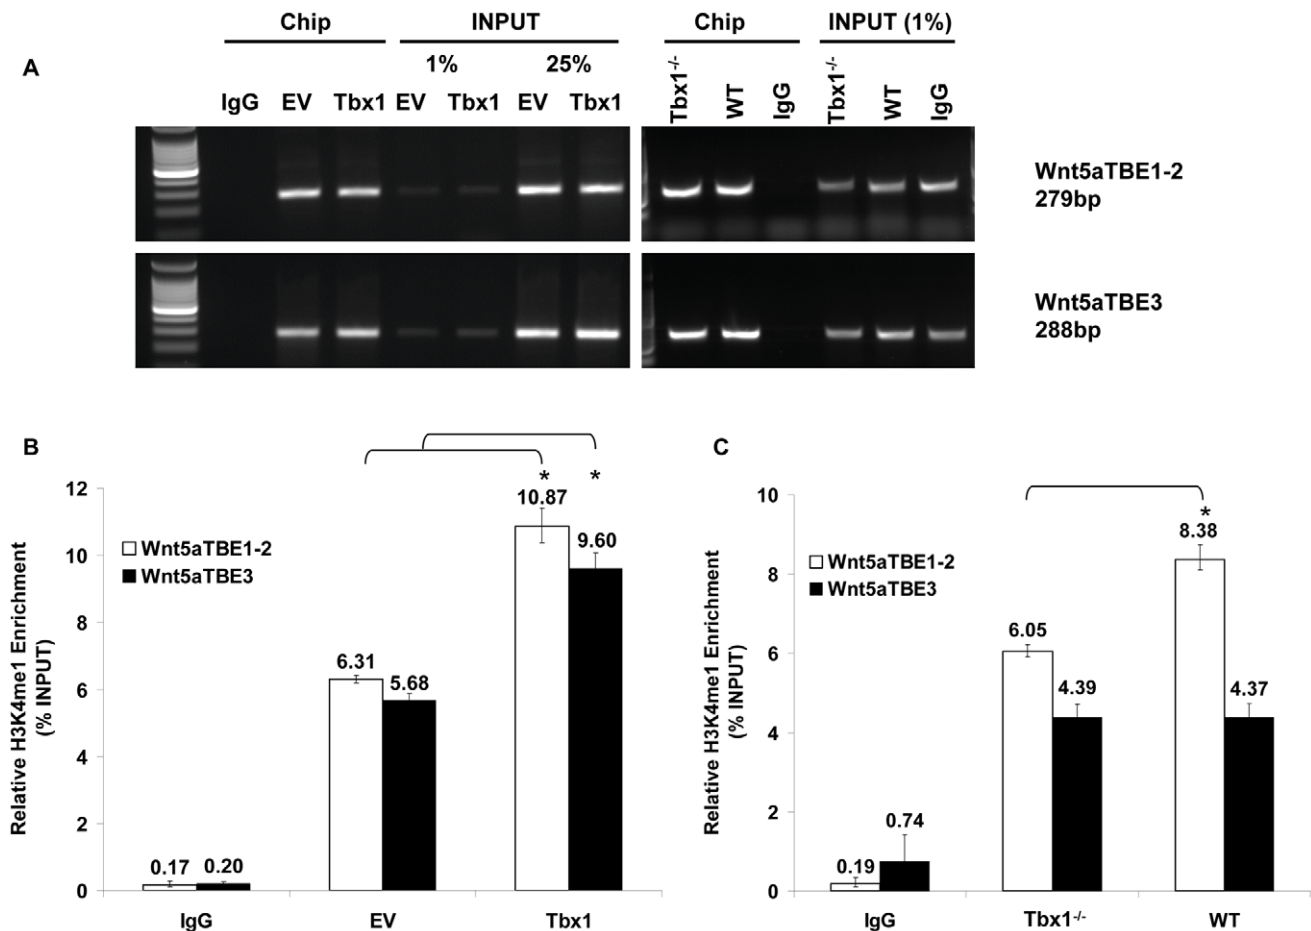 Chip INPUT Chip INPUT (1%)
A 1% 25%
IgG EV Tbx1 EV Tbx1 EV Tbx1 Tbx1-/- WT IgG Tbx1-/- WT IgG
Wnt5aTBE1-2
279bp
Wnt5aTBE3
288bp
B
Relative H3K4me1 Enrichment
(% INPUT)
12
10
8
6
4
2
0
Wnt5aTBE1-2
Wnt5aTBE3
0.17 0.20
6.31 5.68
* *
10.87 9.60
IgG EV Tbx1
C
Relative H3K4me1 Enrichment
(% INPUT)
10
8
6
4
2
0
Wnt5aTBE1-2
Wnt5aTBE3
0.19 0.74
6.05 4.39
*
8.38 4.37
IgG Tbx1-/- WT